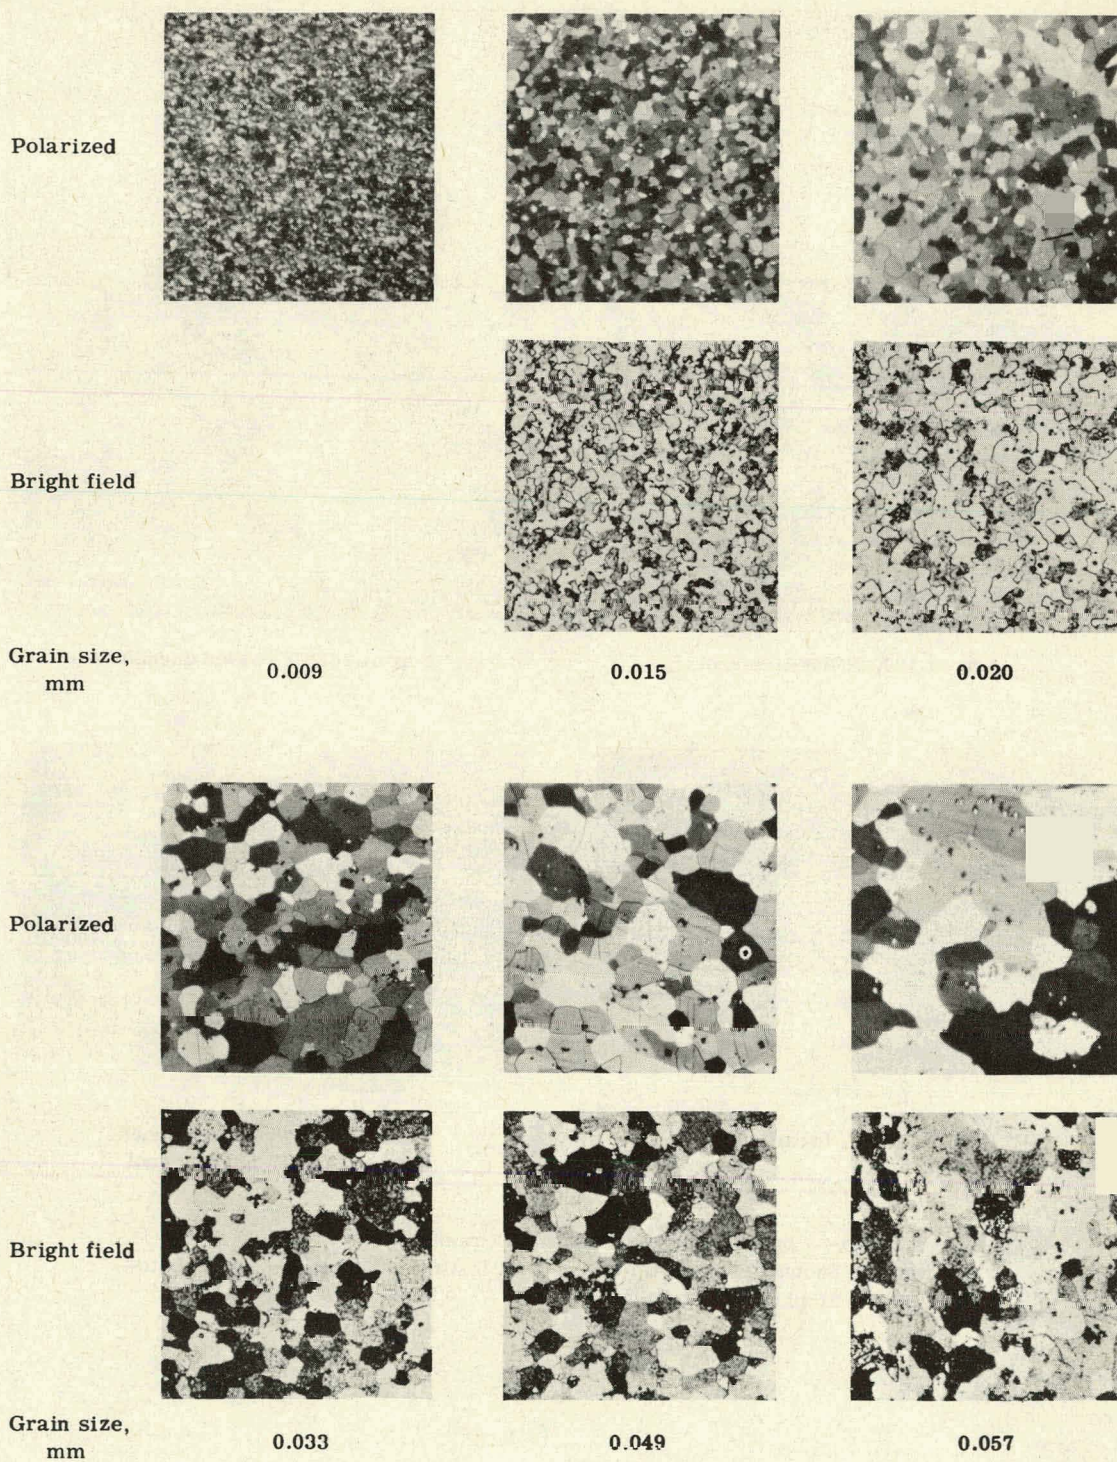 Polarized
Bright field
Grain size,
mm
0.009 0.015 0.020
Polarized
Bright field
Grain size,
mm
0.033 0.049 0.057